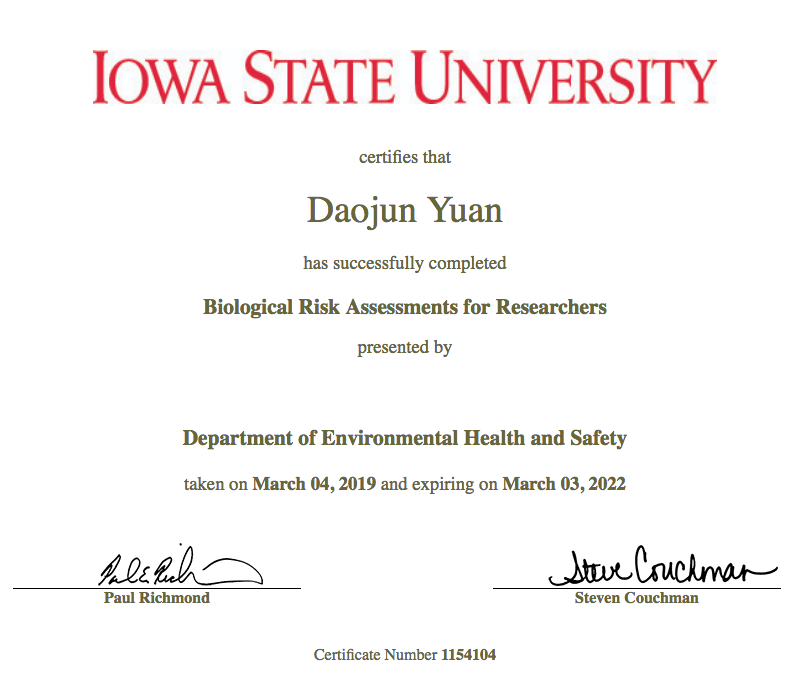 IOWA STATE UNIVERSITY
certifies that
Daojun Yuan
has successfully completed
Biological Risk Assessments for Researchers
presented by
Department of Environmental Health and Safety
taken on March 04, 2019 and expiring on March 03, 2022
Paul E. Rich
Steve Couchman
Paul Richmond
Steven Couchman
Certificate Number 1154104